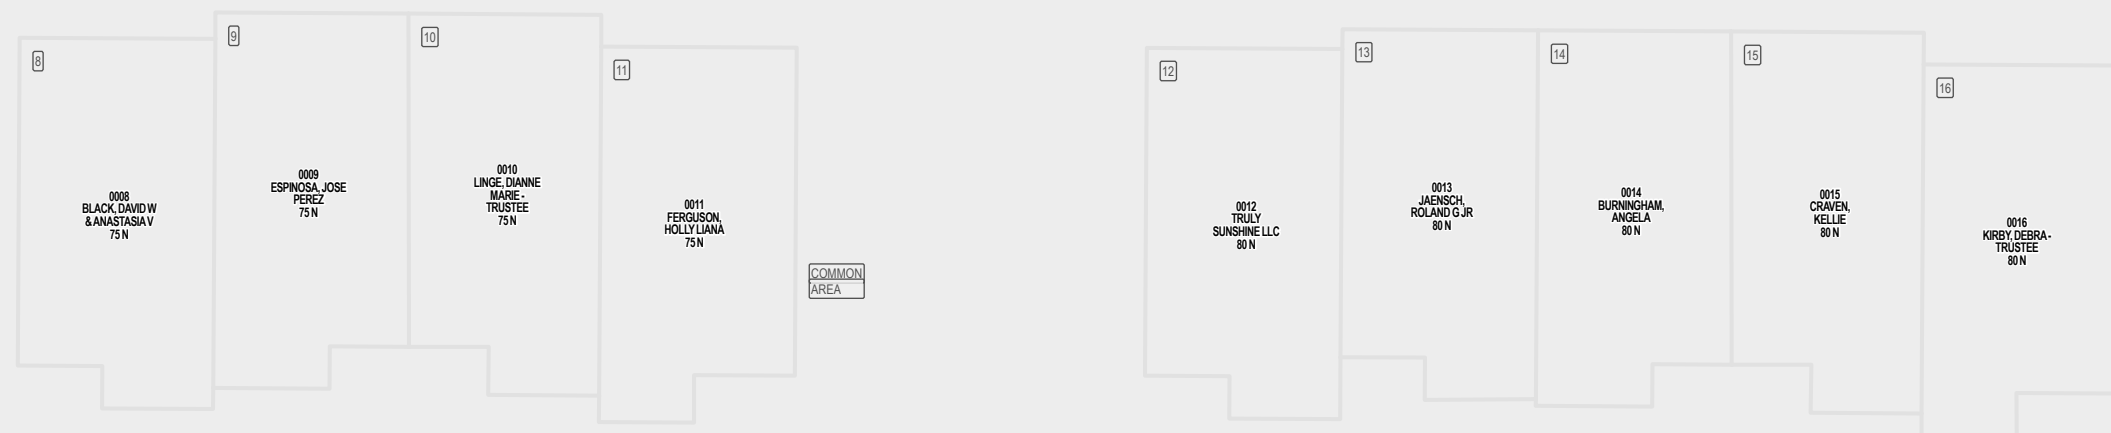 8
0008
BLACK, DAVID W
& ANASTASIA V
75 N
9
0009
ESPINOSA, JOSE
PEREZ
75 N
10
0010
LINGE, DIANNE
MARIE -
TRUSTEE
75 N
11
0011
FERGUSON,
HOLLY LIANA
75 N
COMMON
AREA
12
0012
TRULY
SUNSHINE LLC
80 N
13
0013
JAENSCH,
ROLAND G JR
80 N
14
0014
BURNINGHAM,
ANGELA
80 N
15
0015
CRAVEN,
KELLIE
80 N
16
0016
KIRBY, DEBRA -
TRUSTEE
80 N